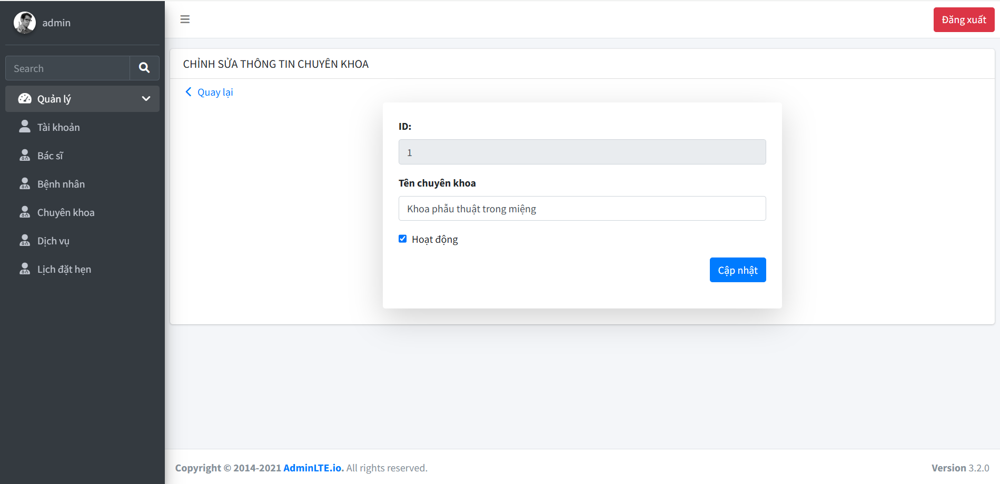 admin
Search
Quản lý
Tài khoản
Bác sĩ
Bệnh nhân
Chuyên khoa
Dịch vụ
Lịch đặt hẹn
Đăng xuất
CHỈNH SỬA THÔNG TIN CHUYÊN KHOA
Quay lại
ID:
1
Tên chuyên khoa
Khoa phẫu thuật trong miệng
Hoạt động
Cập nhật
Copyright © 2014-2021 AdminLTE.io. All rights reserved.
Version 3.2.0